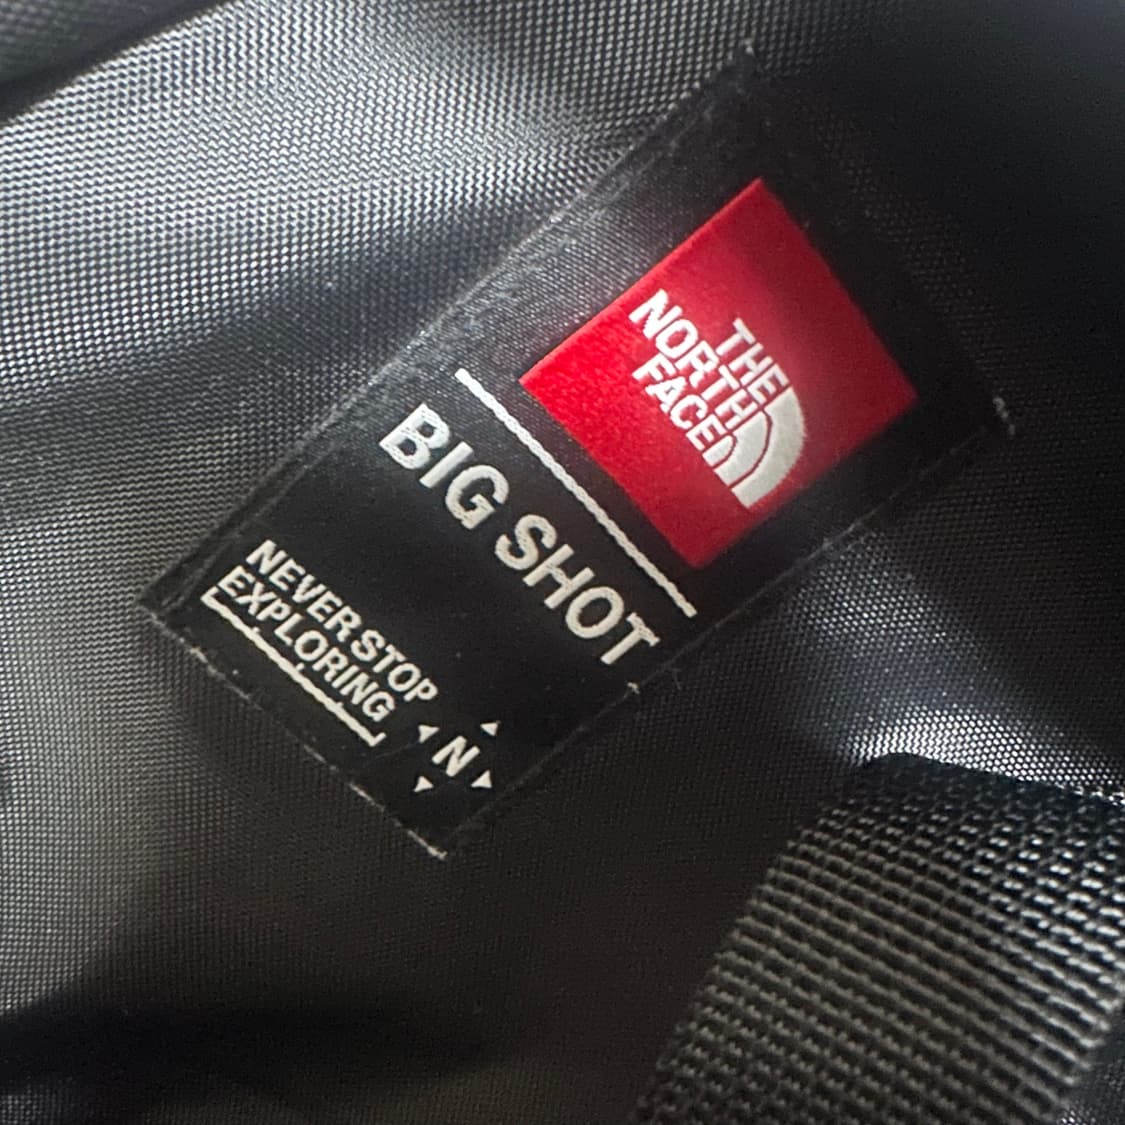 THE
NORTH
FACE
BIG SHOT
NEVER STOP
EXPLORING
N